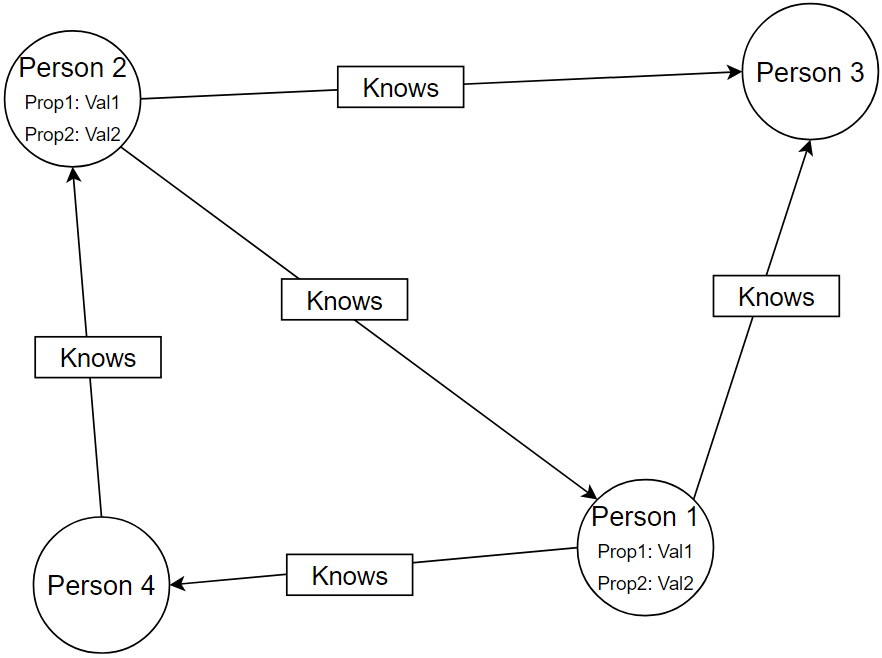 Person 2
Prop1: Val1
Prop2: Val2
Knows
Person 3
Knows
Knows
Knows
Person 1
Prop1: Val1
Prop2: Val2
Knows
Person 4